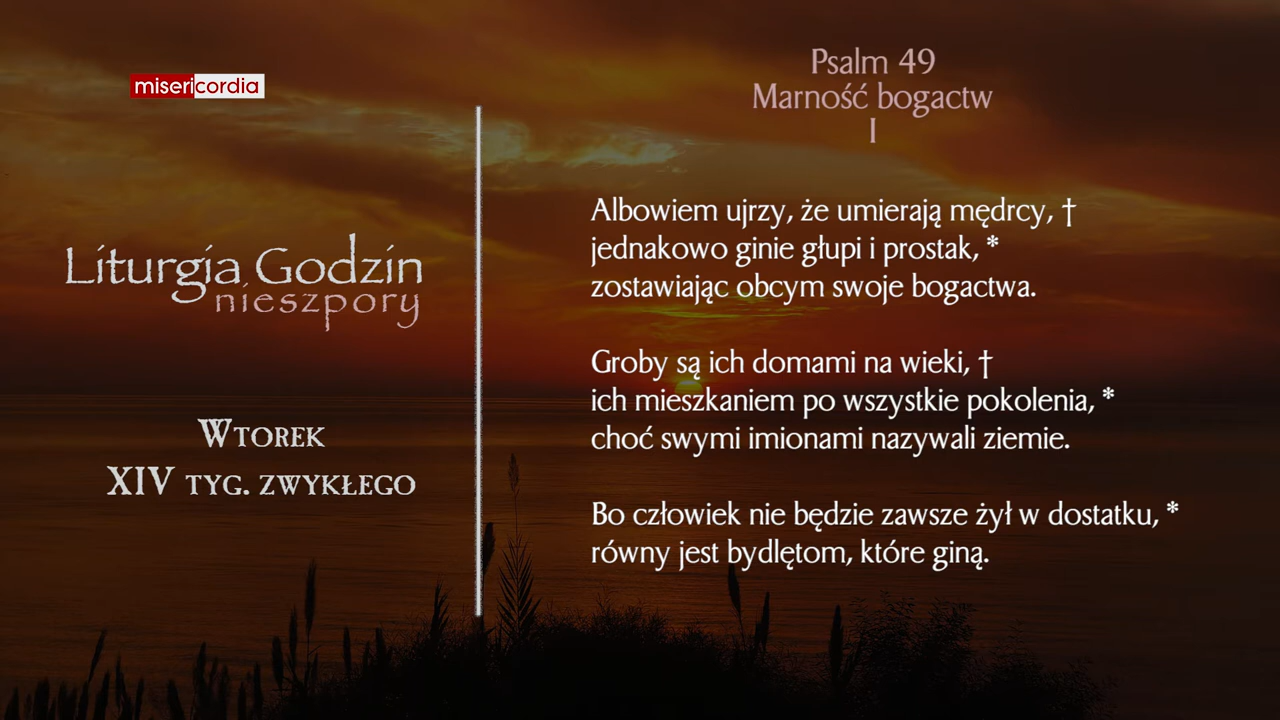 misericordia
Liturgia Godzin
nieszpory
Wtorek
XIV tyg. zwykłego
Psalm 49
Marność bogactw
I
Albowiem ujrzy, że umierają mędrcy, †
jednakowo ginie głupi i prostak, *
zostawiając obcym swoje bogactwa.
Groby są ich domami na wieki, †
ich mieszkaniem po wszystkie pokolenia, *
choć swymi imionami nazywali ziemie.
Bo człowiek nie będzie zawsze żył w dostatku, *
równy jest bydlętom, które giną.